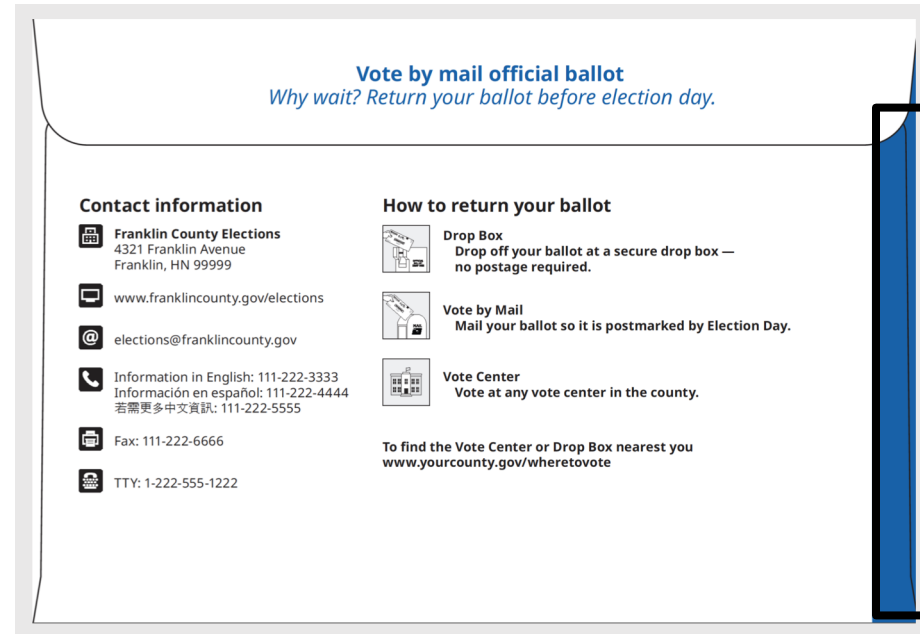 Vote by mail official ballot
Why wait? Return your ballot before election day.
Contact information
Franklin County Elections
4321 Franklin Avenue
Franklin, HN 99999
www.franklincounty.gov/elections
elections@franklincounty.gov
Information in English: 111-222-3333
Información en español: 111-222-4444
若需更多中文資訊: 111-222-5555
Fax: 111-222-6666
TTY: 1-222-555-1222
How to return your ballot
Drop Box
Drop off your ballot at a secure drop box —
no postage required.
Vote by Mail
Mail your ballot so it is postmarked by Election Day.
Vote Center
Vote at any vote center in the county.
To find the Vote Center or Drop Box nearest you
www.yourcounty.gov/wheretovote